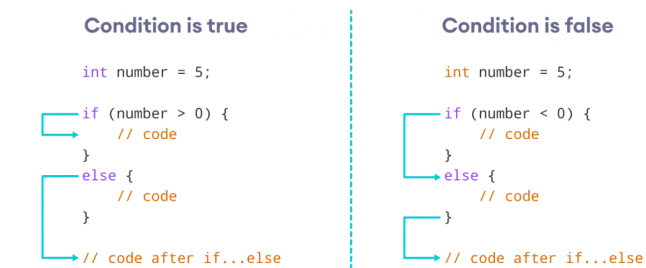 Condition is true
int number = 5;
if (number > 0) {
// code
}
else {
// code
}
// code after if...else
Condition is false
int number = 5;
if (number < 0) {
// code
}
else {
// code
}
// code after if...else